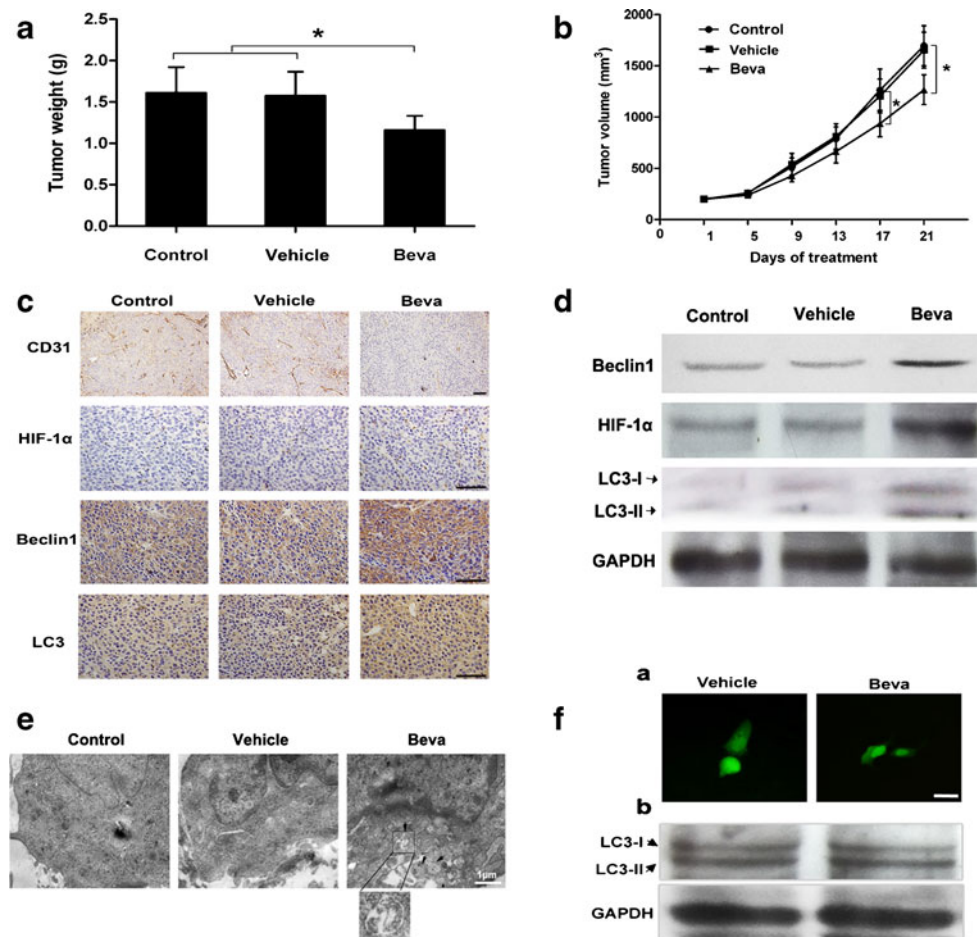 a
*
Tumor weight (g)
2.5
2.0
1.5
1.0
0.5
0.0
Control Vehicle Beva
b
Tumor volume (mm³)
2000
1500
1000
500
0
Control
Vehicle
Beva
*
*
0 1 5 9 13 17 21
Days of treatment
c
Control Vehicle Beva
CD31
HIF-1α
Beclin1
LC3
d
Control Vehicle Beva
Beclin1
HIF-1α
LC3-I
LC3-II
GAPDH
e
Control Vehicle Beva
1μm
f
a
Vehicle Beva
b
LC3-I
LC3-II
GAPDH